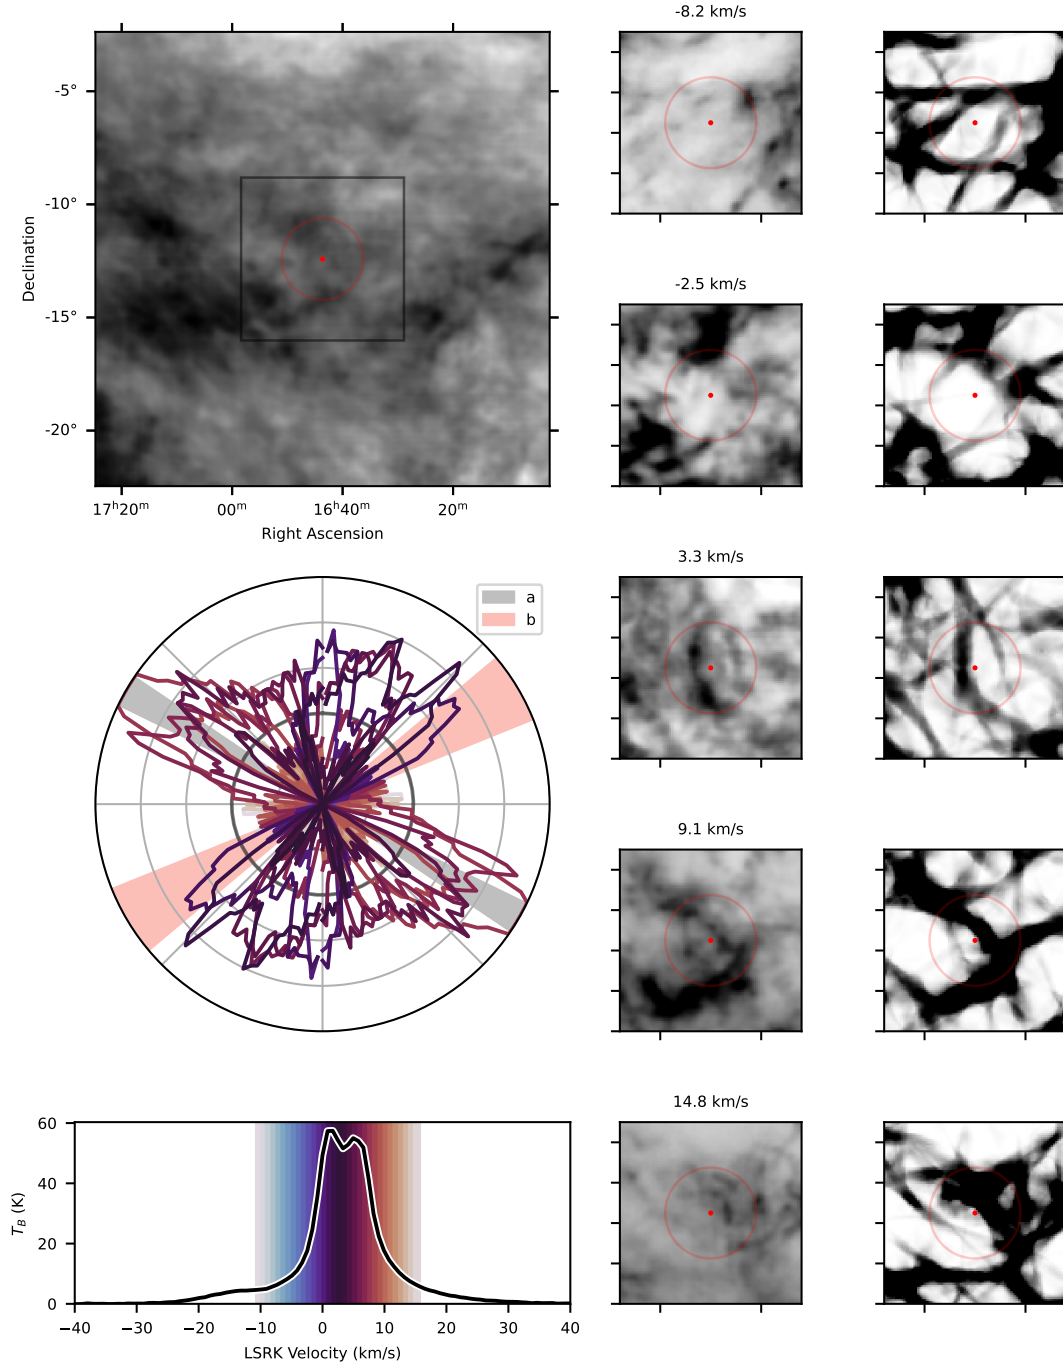 -8.2 km/s
-5°
-10°
-15°
-20°
Declination
17ʰ20ᵐ
00ᵐ
16ʰ40ᵐ
20ᵐ
Right Ascension
-2.5 km/s
3.3 km/s
a
b
9.1 km/s
14.8 km/s
60
40
20
0
T_B (K)
−40
−30
−20
−10
0
10
20
30
40
LSRK Velocity (km/s)